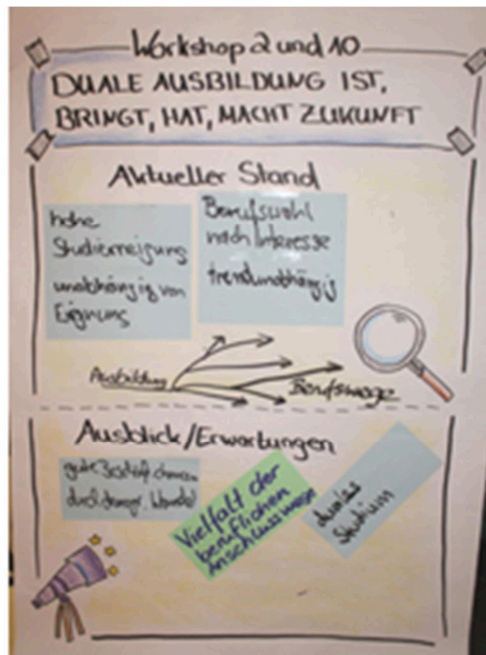 Workshop 2 und 10
DUALE AUSBILDUNG IST,
BRINGT, HAT, MACHT ZUKUNFT
Aktueller Stand
hohe
Studierneigung
unabhängig von
Eignung
Berufswahl
nach Interesse
trendunabhängig
Ausbildung
Berufswege
Ausblick/Erwartungen
gute
durch demogr. Wandel
Vielfalt der
beruflichen
Anschlusswege
duales
Studium